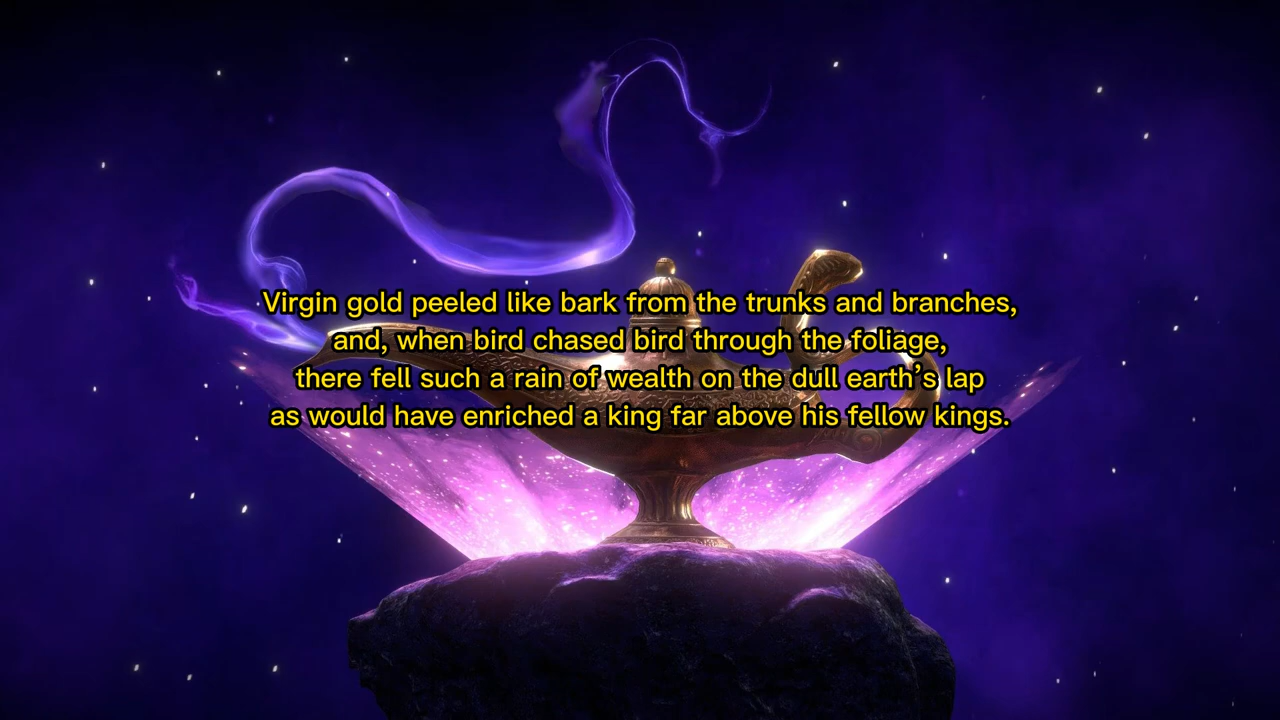 Virgin gold peeled like bark from the trunks and branches,
and, when bird chased bird through the foliage,
there fell such a rain of wealth on the dull earth’s lap
as would have enriched a king far above his fellow kings.